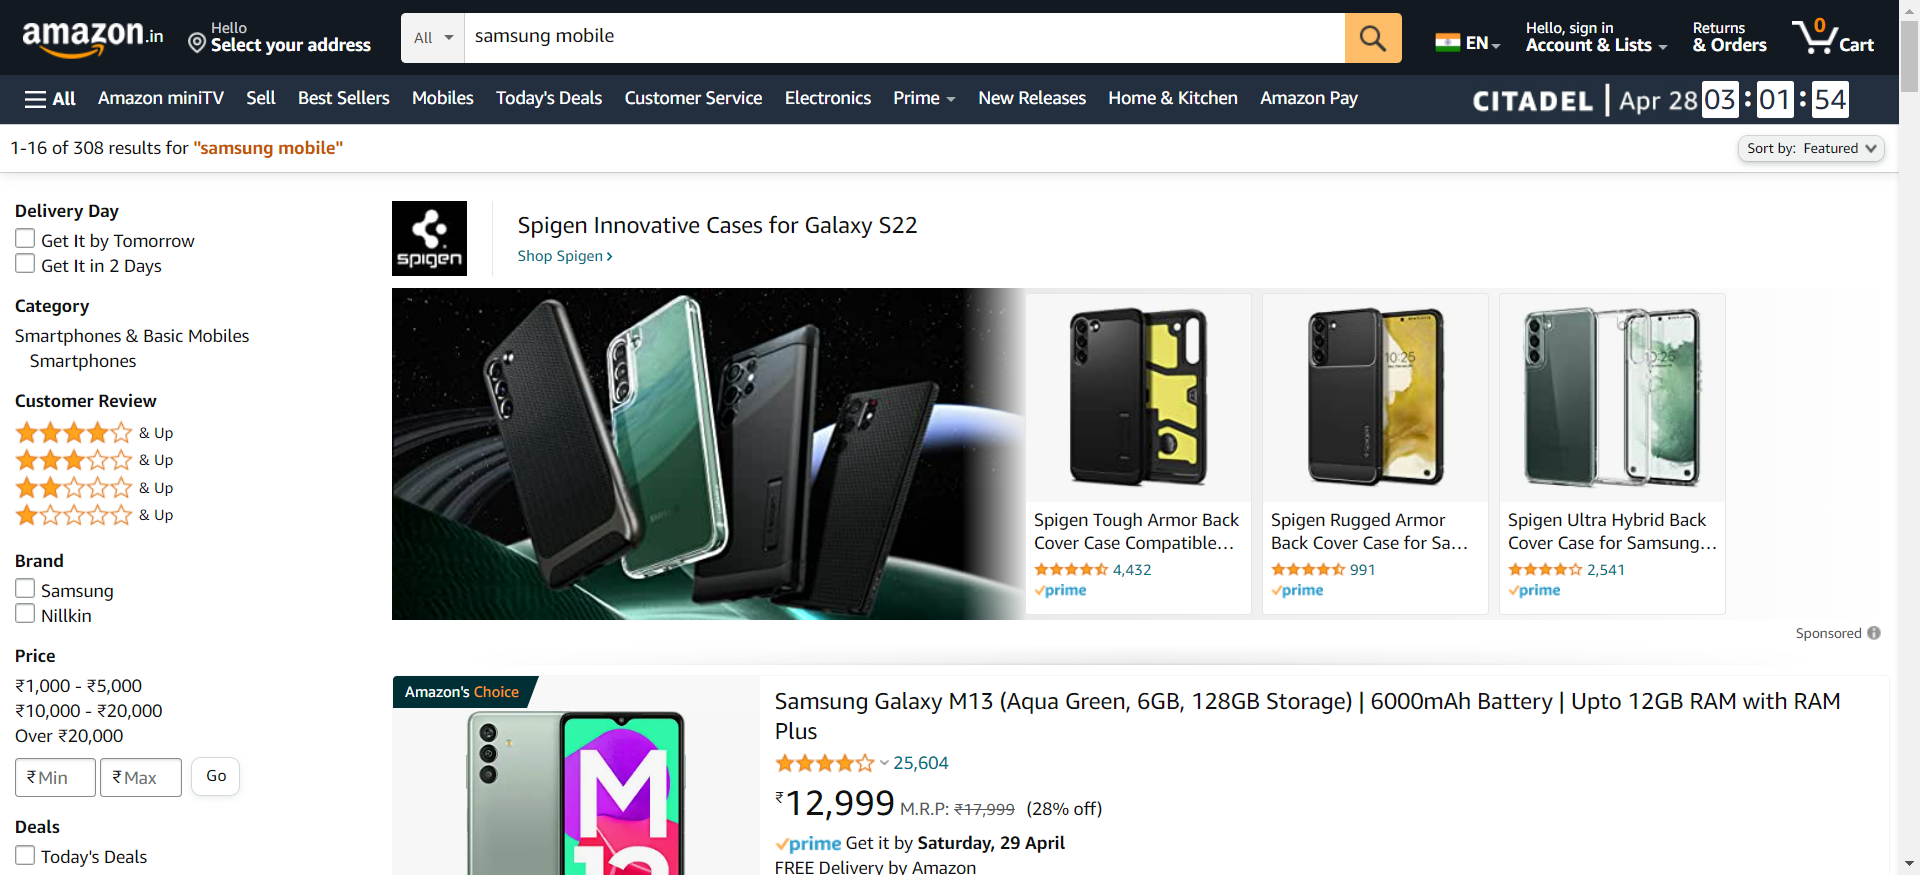 amazon.in
Hello
Select your address
All
samsung mobile
EN
Hello, sign in
Account & Lists
Returns
& Orders
0
Cart
All
Amazon miniTV
Sell
Best Sellers
Mobiles
Today's Deals
Customer Service
Electronics
Prime
New Releases
Home & Kitchen
Amazon Pay
CITADEL | Apr 28 03 : 01 : 54
1-16 of 308 results for "samsung mobile"
Sort by: Featured
Delivery Day
Get It by Tomorrow
Get It in 2 Days
Category
Smartphones & Basic Mobiles
Smartphones
Customer Review
& Up
& Up
& Up
& Up
Brand
Samsung
Nillkin
Price
₹1,000 - ₹5,000
₹10,000 - ₹20,000
Over ₹20,000
₹ Min
₹ Max
Go
Deals
Today's Deals
spigen
Spigen Innovative Cases for Galaxy S22
Shop Spigen ›
10:25
10:25
Spigen Tough Armor Back
Cover Case Compatible...
4,432
prime
Spigen Rugged Armor
Back Cover Case for Sa...
991
prime
Spigen Ultra Hybrid Back
Cover Case for Samsung...
2,541
prime
Sponsored
Amazon's Choice
M
13
Samsung Galaxy M13 (Aqua Green, 6GB, 128GB Storage) | 6000mAh Battery | Upto 12GB RAM with RAM
Plus
25,604
₹12,999 M.R.P: ₹17,999 (28% off)
prime Get it by Saturday, 29 April
FREE Delivery by Amazon